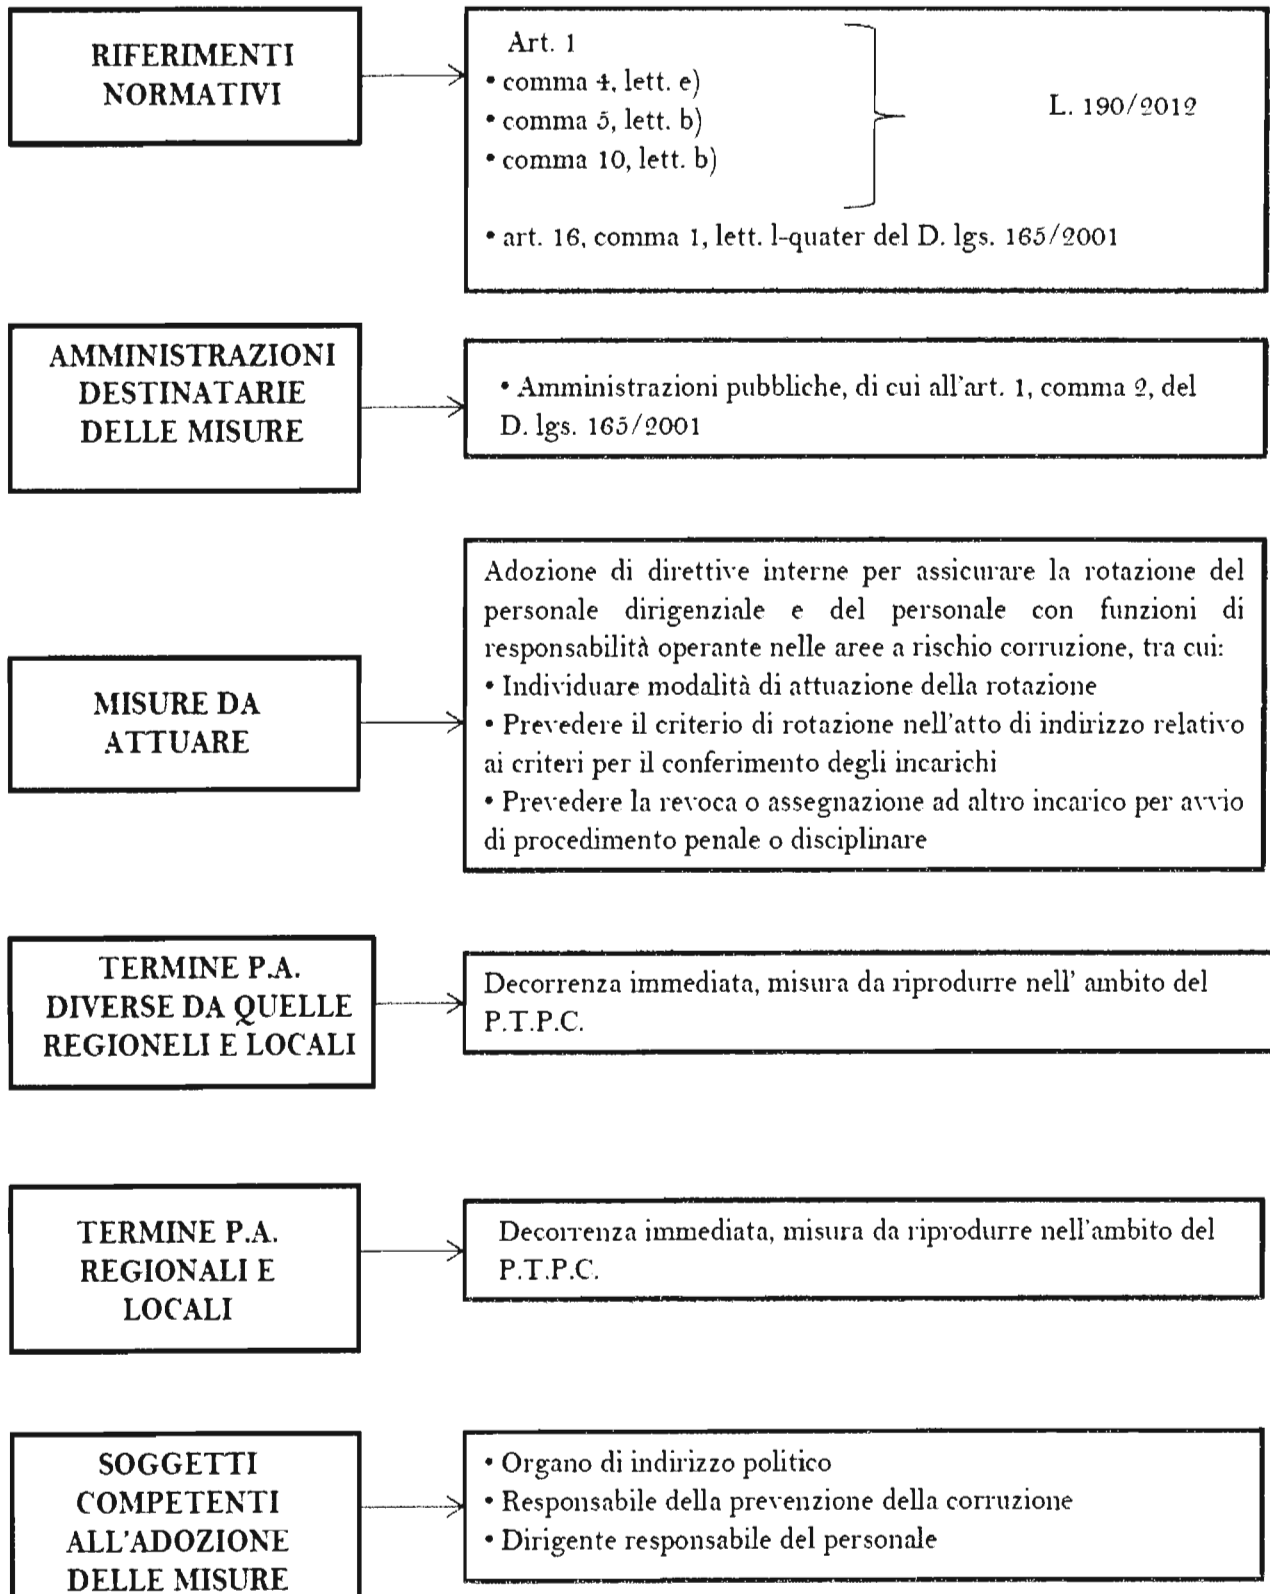 RIFERIMENTI
NORMATIVI
Art. 1
• comma 4, lett. e)
• comma 5, lett. b)
• comma 10, lett. b)
L. 190/2012
• art. 16, comma 1, lett. l-quater del D. lgs. 165/2001
AMMINISTRAZIONI
DESTINATARIE
DELLE MISURE
• Amministrazioni pubbliche, di cui all'art. 1, comma 2, del
D. lgs. 165/2001
MISURE DA
ATTUARE
Adozione di direttive interne per assicurare la rotazione del
personale dirigenziale e del personale con funzioni di
responsabilità operante nelle aree a rischio corruzione, tra cui:
• Individuare modalità di attuazione della rotazione
• Prevedere il criterio di rotazione nell'atto di indirizzo relativo
ai criteri per il conferimento degli incarichi
• Prevedere la revoca o assegnazione ad altro incarico per avvio
di procedimento penale o disciplinare
TERMINE P.A.
DIVERSE DA QUELLE
REGIONELI E LOCALI
Decorrenza immediata, misura da riprodurre nell' ambito del
P.T.P.C.
TERMINE P.A.
REGIONALI E
LOCALI
Decorrenza immediata, misura da riprodurre nell'ambito del
P.T.P.C.
SOGGETTI
COMPETENTI
ALL'ADOZIONE
DELLE MISURE
• Organo di indirizzo politico
• Responsabile della prevenzione della corruzione
• Dirigente responsabile del personale